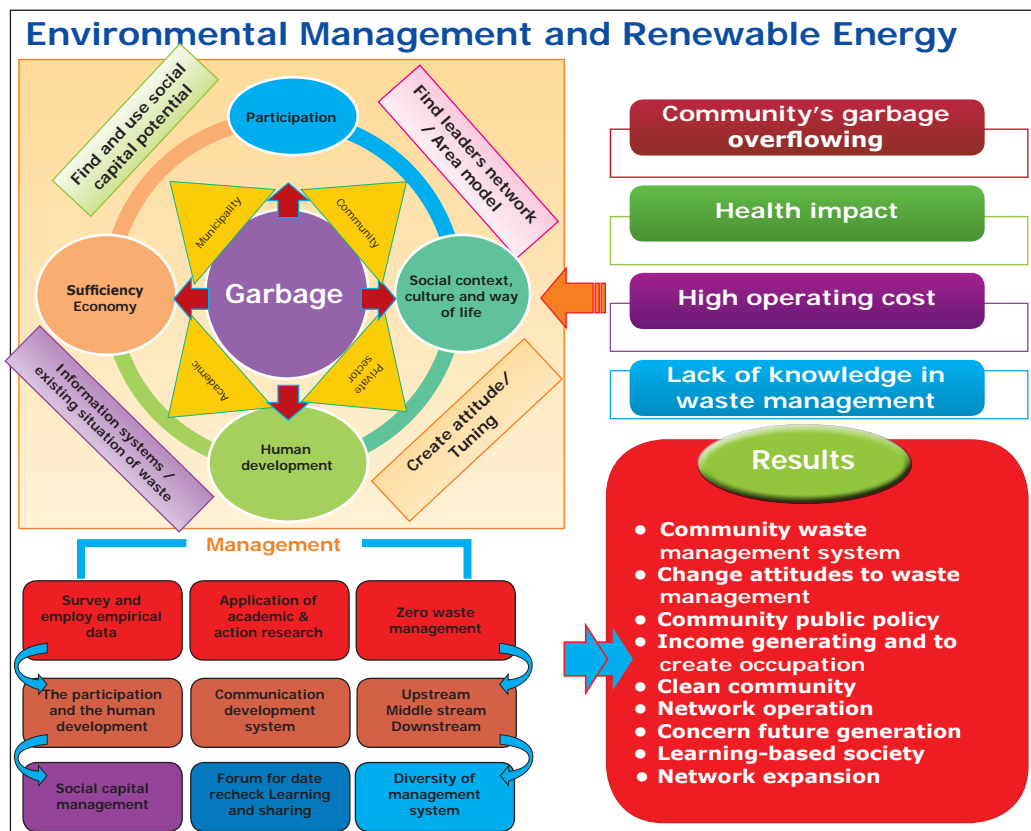 Environmental Management and Renewable Energy
Find and use social
capital potential
Participation
Find leaders network
/ Area model
Municipality
Community
Sufficiency
Economy
Garbage
Social context,
culture and way
of life
Academic
Private
sector
Information systems /
existing situation of waste
Human
development
Create attitude/
Tuning
Community's garbage
overflowing
Health impact
High operating cost
Lack of knowledge in
waste management
Management
Survey and
employ empirical
data
Application of
academic &
action research
Zero waste
management
The participation
and the human
development
Communication
development
system
Upstream
Middle stream
Downstream
Social capital
management
Forum for date
recheck Learning
and sharing
Diversity of
management
system
Results
● Community waste
management system
● Change attitudes to waste
management
● Community public policy
● Income generating and to
create occupation
● Clean community
● Network operation
● Concern future generation
● Learning-based society
● Network expansion